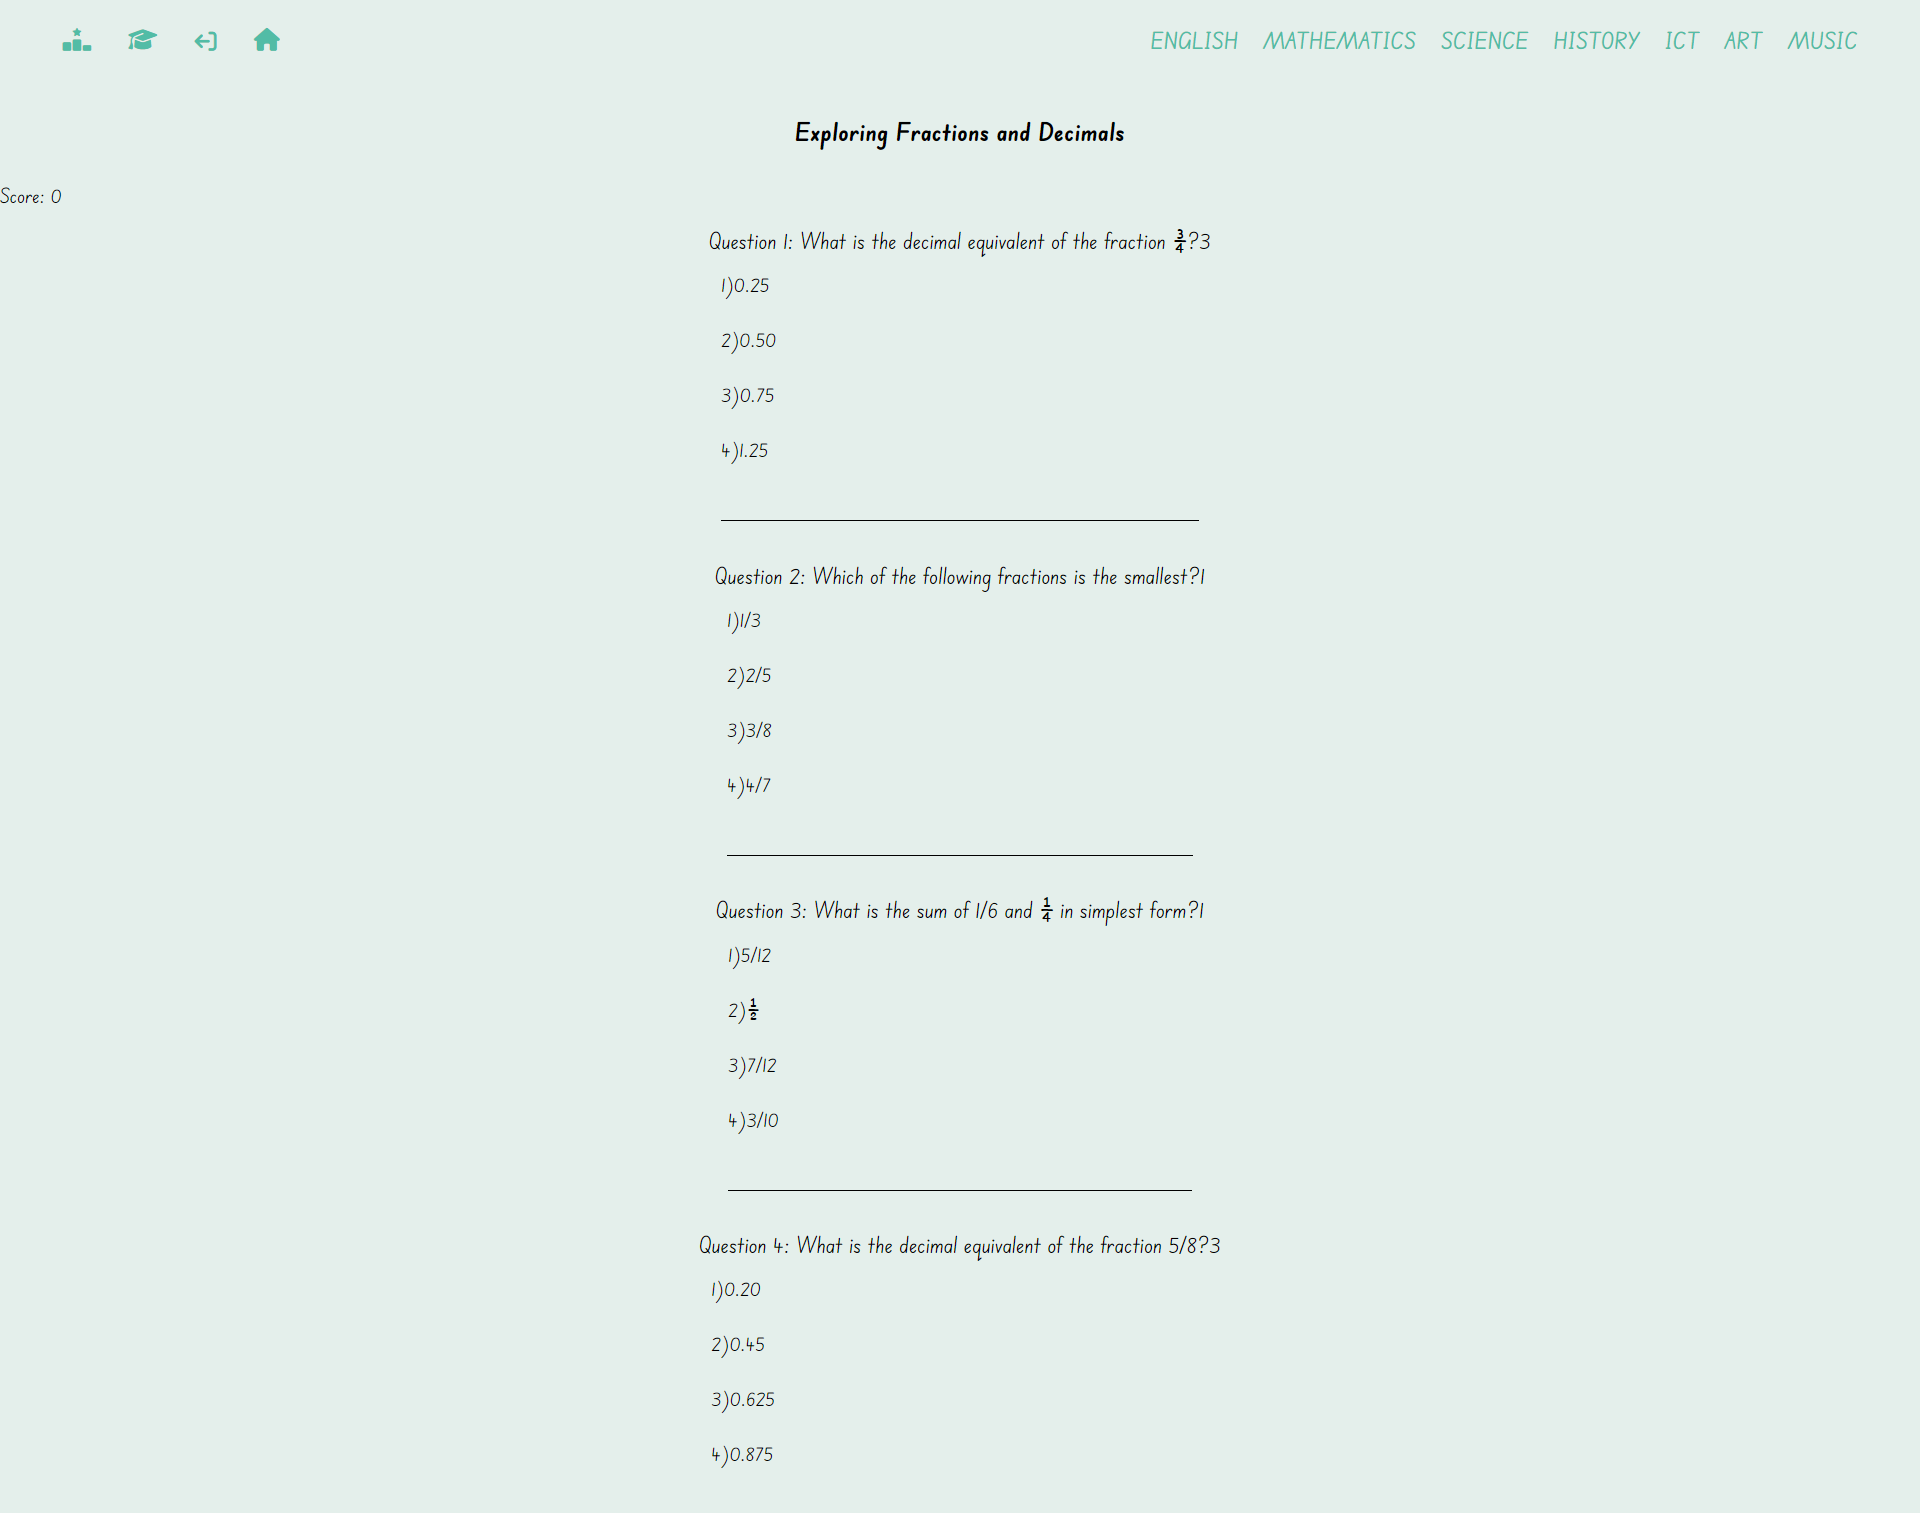 ENGLISH MATHEMATICS SCIENCE HISTORY ICT ART MUSIC
Exploring Fractions and Decimals
Score: 0
Question 1: What is the decimal equivalent of the fraction ¾?3
1)0.25
2)0.50
3)0.75
4)1.25
Question 2: Which of the following fractions is the smallest?1
1)1/3
2)2/5
3)3/8
4)4/7
Question 3: What is the sum of 1/6 and ¼ in simplest form?1
1)5/12
2)½
3)7/12
4)3/10
Question 4: What is the decimal equivalent of the fraction 5/8?3
1)0.20
2)0.45
3)0.625
4)0.875